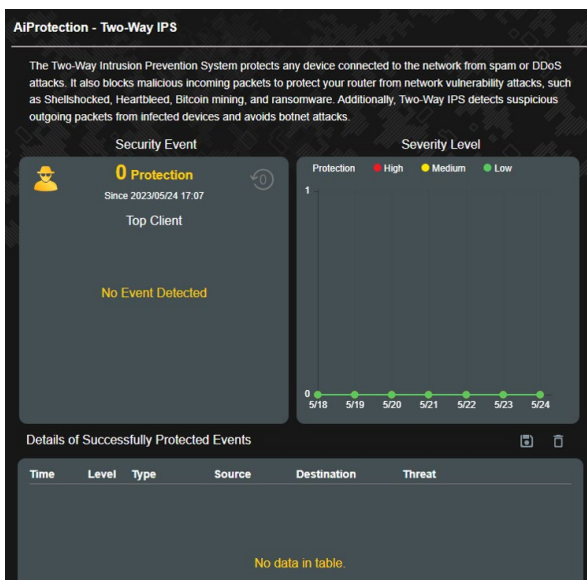 AiProtection - Two-Way IPS
The Two-Way Intrusion Prevention System protects any device connected to the network from spam or DDoS
attacks. It also blocks malicious incoming packets to protect your router from network vulnerability attacks, such
as Shellshocked, Heartbleed, Bitcoin mining, and ransomware. Additionally, Two-Way IPS detects suspicious
outgoing packets from infected devices and avoids botnet attacks.
Security Event
0 Protection
Since 2023/05/24 17:07
0
Top Client
No Event Detected
Severity Level
Protection High Medium Low
1
0
5/18 5/19 5/20 5/21 5/22 5/23 5/24
Details of Successfully Protected Events
Time Level Type Source Destination Threat
No data in table.